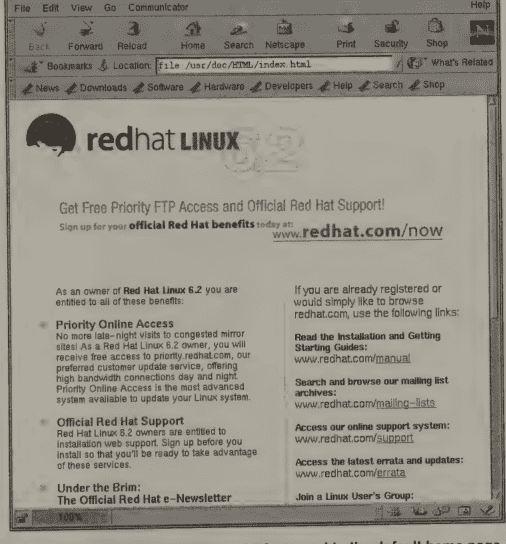 File Edit View Go Communicator Help
Back Forward Reload Home Search Netscape Print Security Shop
Bookmarks Location: file:/usr/doc/HTML/index.html What's Related
News Downloads Software Hardware Developers Help Search Shop
redhat LINUX 6.2
Get Free Priority FTP Access and Official Red Hat Support!
Sign up for your official Red Hat benefits today at:
www.redhat.com/now
As an owner of Red Hat Linux 6.2 you are
entitled to all of these benefits:
Priority Online Access
No more late-night visits to congested mirror
sites! As a Red Hat Linux 6.2 owner, you will
receive free access to priority.redhat.com, our
preferred customer update service, offering
high bandwidth connections day and night.
Priority Online Access is the most advanced
system available to update your Linux system.
Official Red Hat Support
Red Hat Linux 6.2 owners are entitled to
installation web support. Sign up before you
install so that you'll be ready to take advantage
of these services.
Under the Brim:
The Official Red Hat e-Newsletter
If you are already registered or
would simply like to browse
redhat.com, use the following links:
Read the Installation and Getting
Starting Guides:
www.redhat.com/manual
Search and browse our mailing list
archives:
www.redhat.com/mailing-lists
Access our online support system:
www.redhat.com/support
Access the latest errata and updates:
www.redhat.com/errata
Join a Linux User's Group:
100%